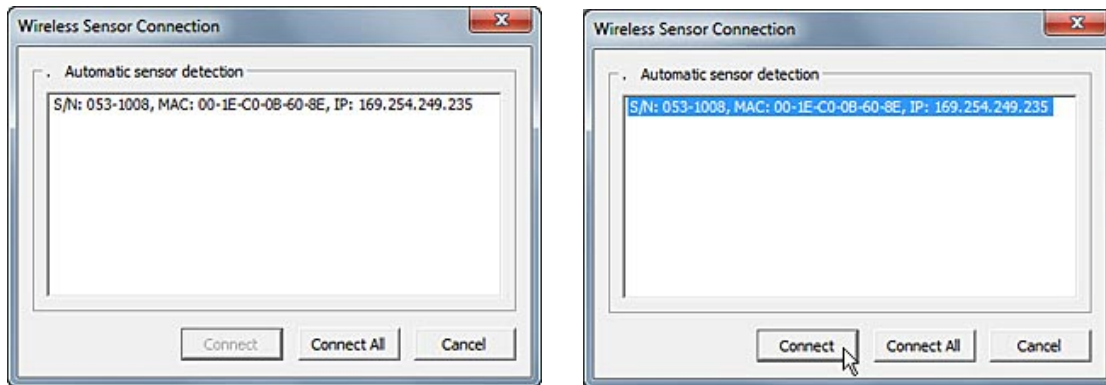 Wireless Sensor Connection
. Automatic sensor detection
S/N: 053-1008, MAC: 00-1E-C0-0B-60-8E, IP: 169.254.249.235
Connect Connect All Cancel
Wireless Sensor Connection
. Automatic sensor detection
S/N: 053-1008, MAC: 00-1E-C0-0B-60-8E, IP: 169.254.249.235
Connect Connect All Cancel